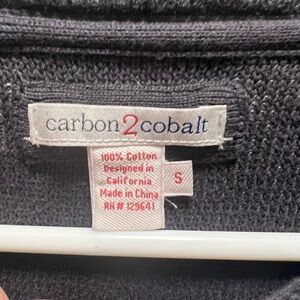 carbon2cobalt
100% Cotton
Designed in
California
Made in China
RN# 129641
S